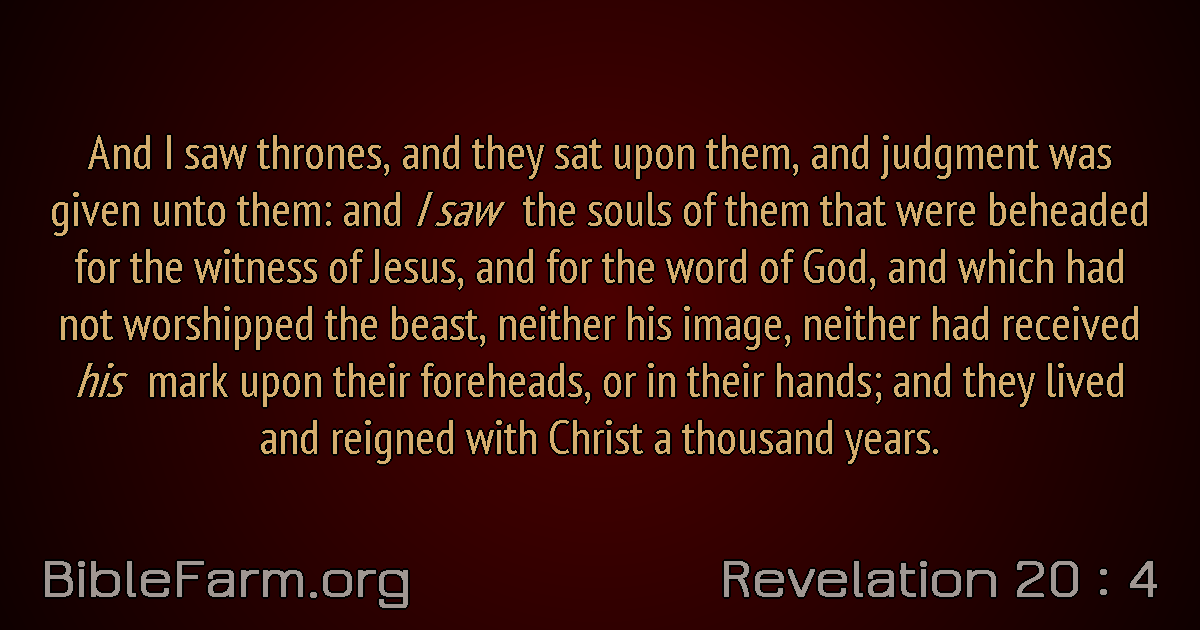 And I saw thrones, and they sat upon them, and judgment was
given unto them: and I saw the souls of them that were beheaded
for the witness of Jesus, and for the word of God, and which had
not worshipped the beast, neither his image, neither had received
his mark upon their foreheads, or in their hands; and they lived
and reigned with Christ a thousand years.
BibleFarm.org
Revelation 20 : 4